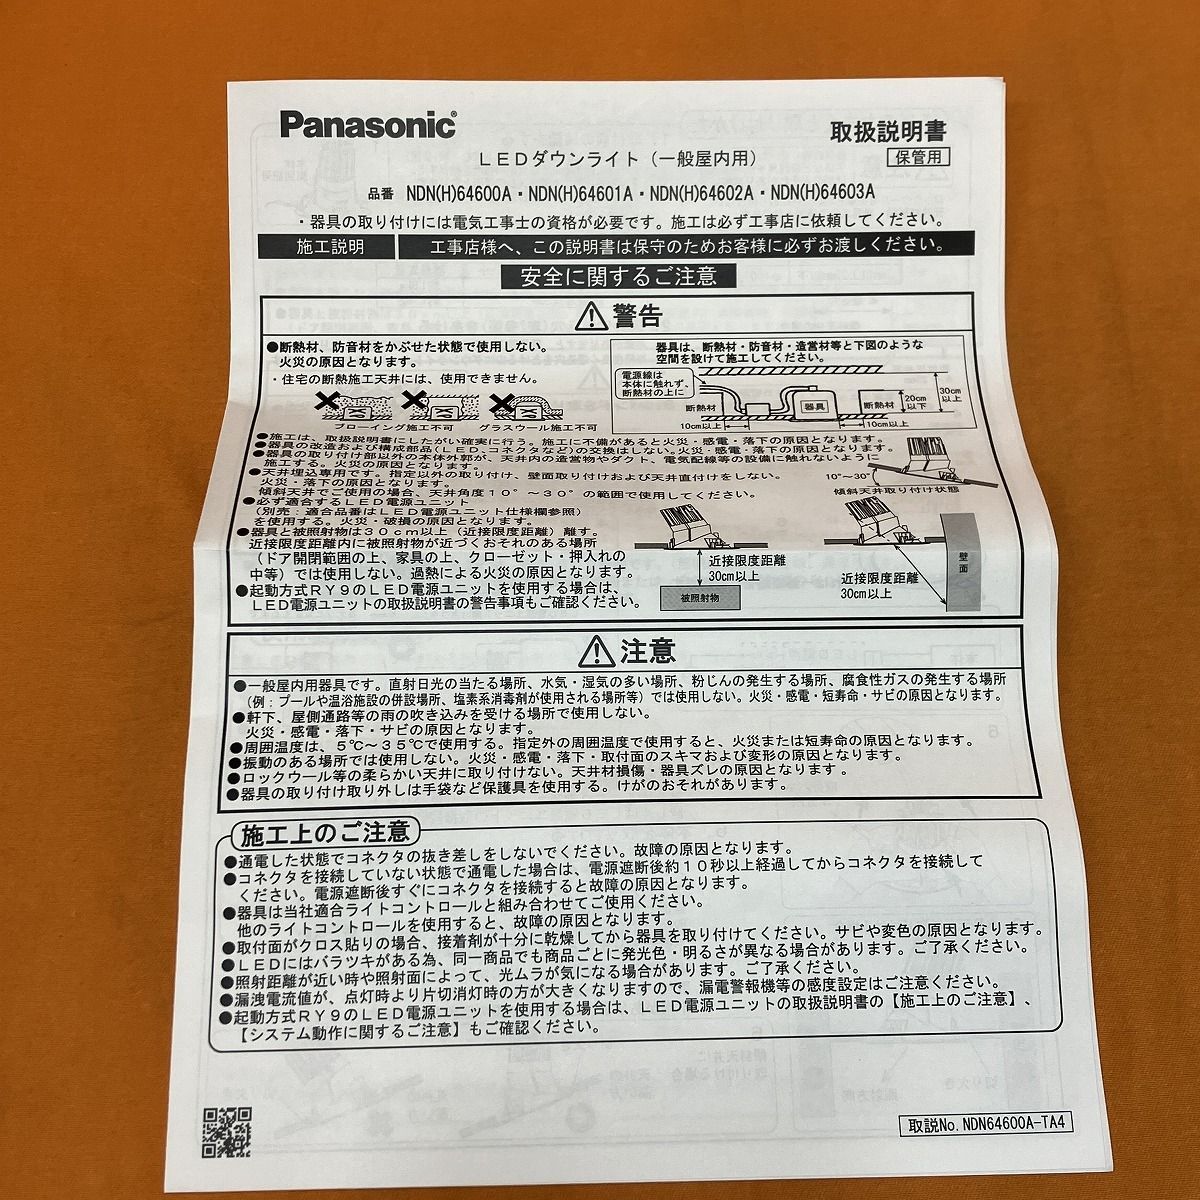 Panasonic
取扱説明書
保管用
LEDダウンライト（一般屋内用）
品番 NDN(H)64600A・NDN(H)64601A・NDN(H)64602A・NDN(H)64603A
・器具の取り付けには電気工事士の資格が必要です。施工は必ず工事店に依頼してください。
施工説明 工事店様へ、この説明書は保守のためお客様に必ずお渡しください。
安全に関するご注意
警告
●断熱材、防音材をかぶせた状態で使用しない。
火災の原因となります。
・住宅の断熱施工天井には、使用できません。
ブローイング施工不可 グラスウール施工不可
器具は、断熱材・防音材・造営材等と下図のような
空間を設けて施工してください。
電源線は
本体に触れず、
断熱材の上に
断熱材
器具
断熱材
20cm
以下
30cm
以上
10cm以上
10cm以上
●施工は、取扱説明書にしたがい確実に行う。施工に不備があると火災・感電・落下の原因となります。
●器具の改造および構成部品(LED、コネクタなど)の交換はしない。火災・感電・落下の原因となります。
●器具の取り付け部以外の本体外郭が、天井内の造営物やダクト、電気配線等の設備に触れないように
施工する。火災の原因となります。
●天井埋込専用です。指定以外の取り付け、壁面取り付けおよび天井直付けをしない。
火災・落下の原因となります。
傾斜天井でご使用の場合、天井角度10°～30°の範囲で使用してください。
10°～30°
傾斜天井取り付け状態
●必ず適合するLED電源ユニット
（別売：適合品番はLED電源ユニット仕様欄参照）
を使用する。火災・破損の原因となります。
●器具と被照射物は30cm以上（近接限度距離）離す。
近接限度距離内に被照射物が近づくおそれのある場所
（ドア開閉範囲の上、家具の上、クローゼット・押入れの
中等）では使用しない。過熱による火災の原因となります。
●起動方式RY9のLED電源ユニットを使用する場合は、
LED電源ユニットの取扱説明書の警告事項もご確認ください。
近接限度距離
30cm以上
被照射物
近接限度距離
30cm以上
壁面
注意
●一般屋内用器具です。直射日光の当たる場所、水気・湿気の多い場所、粉じんの発生する場所、腐食性ガスの発生する場所
（例：プールや温浴施設の併設場所、塩素系消毒剤が使用される場所等）では使用しない。火災・感電・短寿命・サビの原因となります。
●軒下、屋側通路等の雨の吹き込みを受ける場所で使用しない。
火災・感電・落下・サビの原因となります。
●周囲温度は、5℃～35℃で使用する。指定外の周囲温度で使用すると、火災または短寿命の原因となります。
●振動のある場所では使用しない。火災・感電・落下・取付面のスキマおよび変形の原因となります。
●ロックウール等の柔らかい天井に取り付けない。天井材損傷・器具ズレの原因となります。
●器具の取り付け取り外しは手袋など保護具を使用する。けがのおそれがあります。
施工上のご注意
●通電した状態でコネクタの抜き差しをしないでください。故障の原因となります。
●コネクタを接続していない状態で通電した場合は、電源遮断後約10秒以上経過してからコネクタを接続して
ください。電源遮断後すぐにコネクタを接続すると故障の原因となります。
●器具は当社適合ライトコントロールと組み合わせてご使用ください。
他のライトコントロールを使用すると、故障の原因となります。
●取付面がクロス貼りの場合、接着剤が十分に乾燥してから器具を取り付けてください。サビや変色の原因となります。
●LEDにはバラツキがある為、同一商品でも商品ごとに発光色・明るさが異なる場合があります。ご了承ください。
●照射距離が近い時や照射面によって、光ムラが気になる場合があります。ご了承ください。
●漏洩電流値が、点灯時より片切消灯時の方が大きくなりますので、漏電警報機等の感度設定はご注意ください。
●起動方式RY9のLED電源ユニットを使用する場合は、LED電源ユニットの取扱説明書の【施工上のご注意】、
【システム動作に関するご注意】もご確認ください。
取説No. NDN64600A-TA4